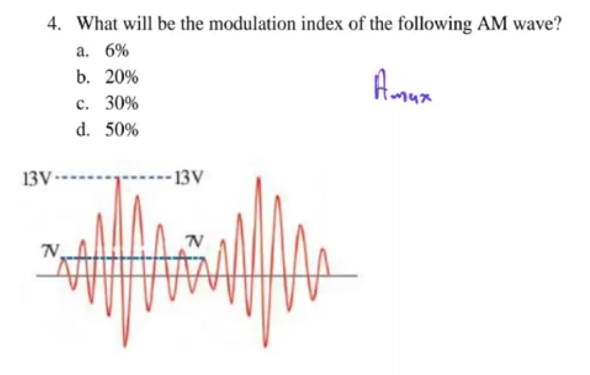 4. What will be the modulation index of the following AM wave?
a. 6%
b. 20%
Amax
c. 30%
d. 50%
13V 13V
7V 7V